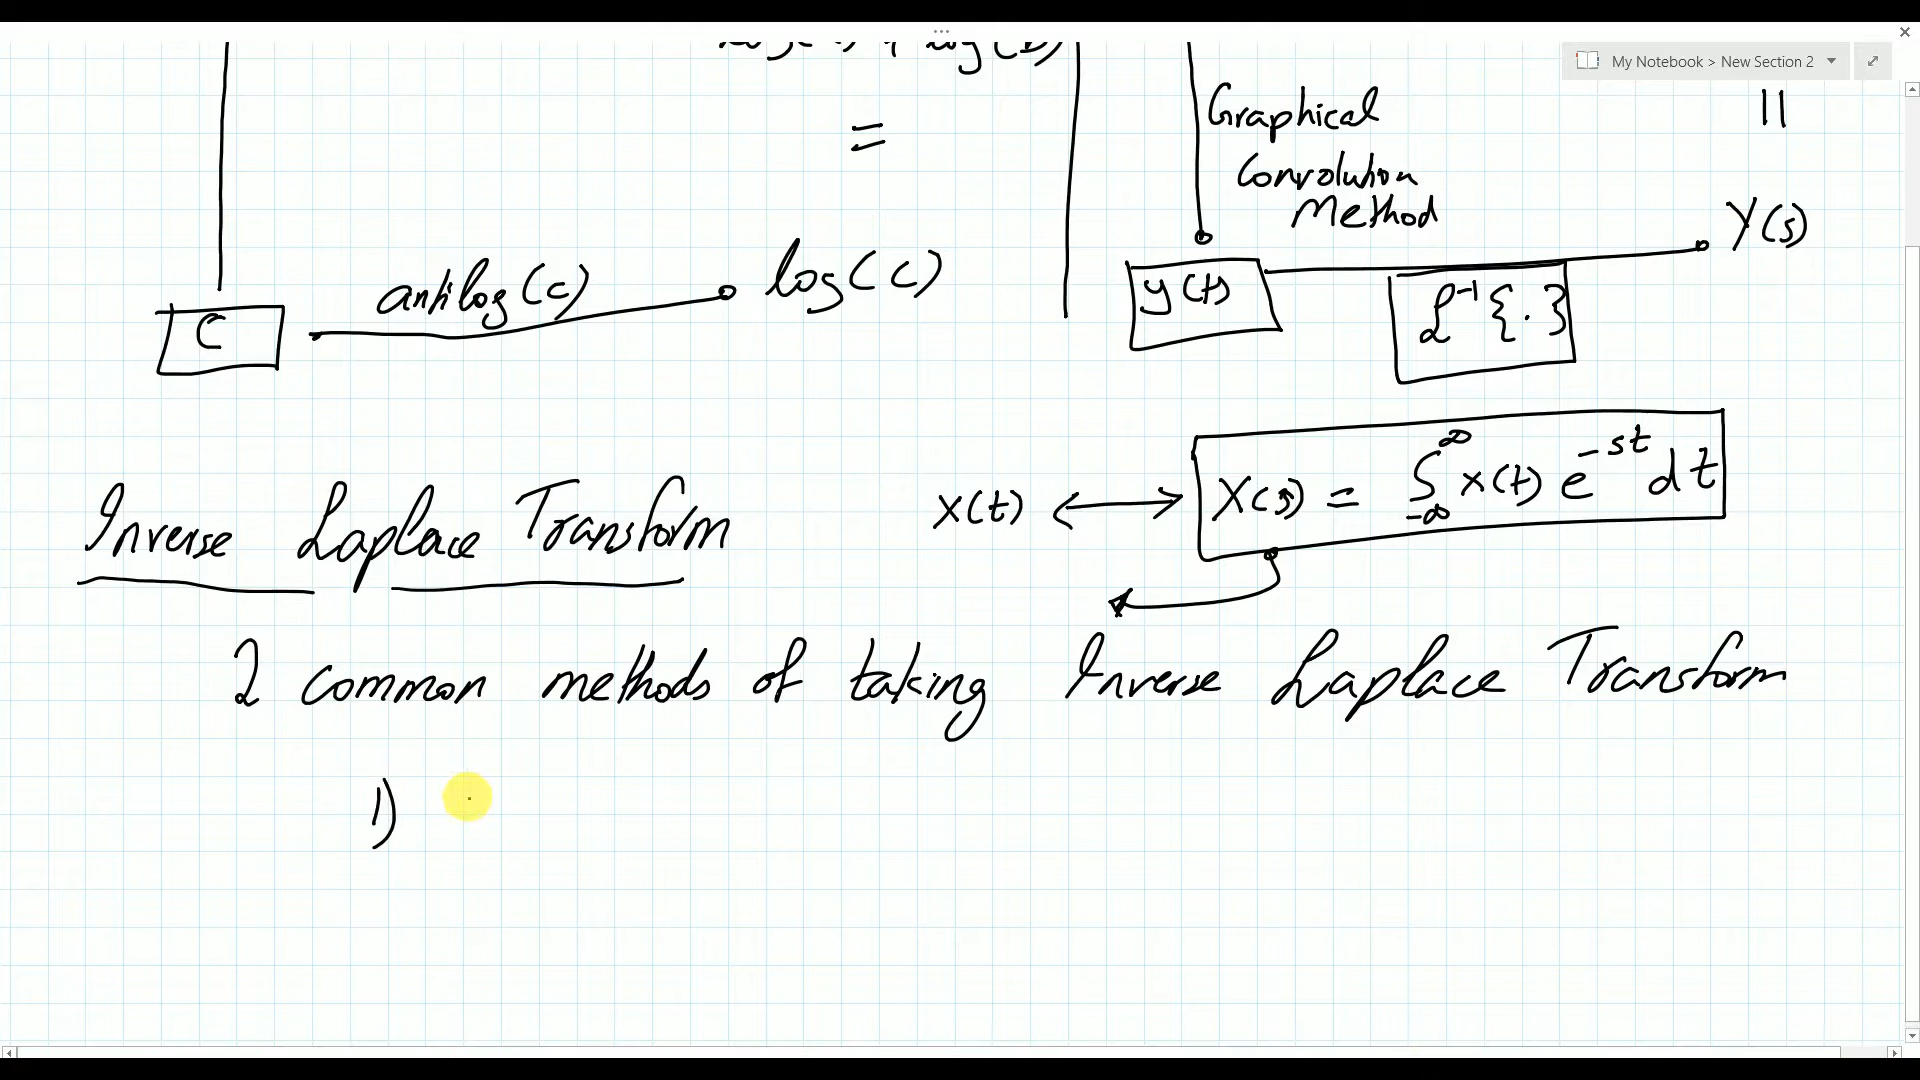 My Notebook > New Section 2
=
Graphical
Convolution
Method
||
Y(s)
antilog(c)
log(c)
C
y(t)
ℒ⁻¹{.}
Inverse Laplace Transform
x(t) ↔ X(s) = ∫_{-∞}^{∞} x(t) e^{-st} dt
2 common methods of taking Inverse Laplace Transform
1)